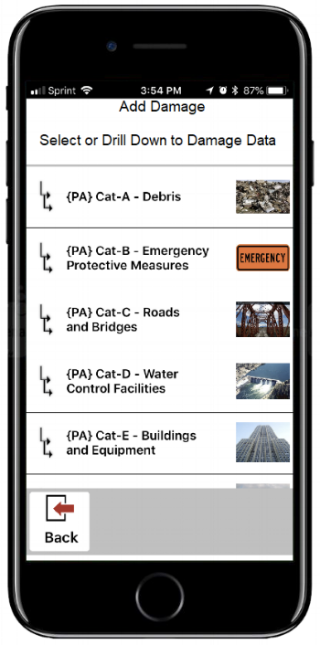 Sprint 3:54 PM 87%
Add Damage
Select or Drill Down to Damage Data
{PA} Cat-A - Debris
{PA} Cat-B - Emergency
Protective Measures
EMERGENCY
{PA} Cat-C - Roads
and Bridges
{PA} Cat-D - Water
Control Facilities
{PA} Cat-E - Buildings
and Equipment
Back